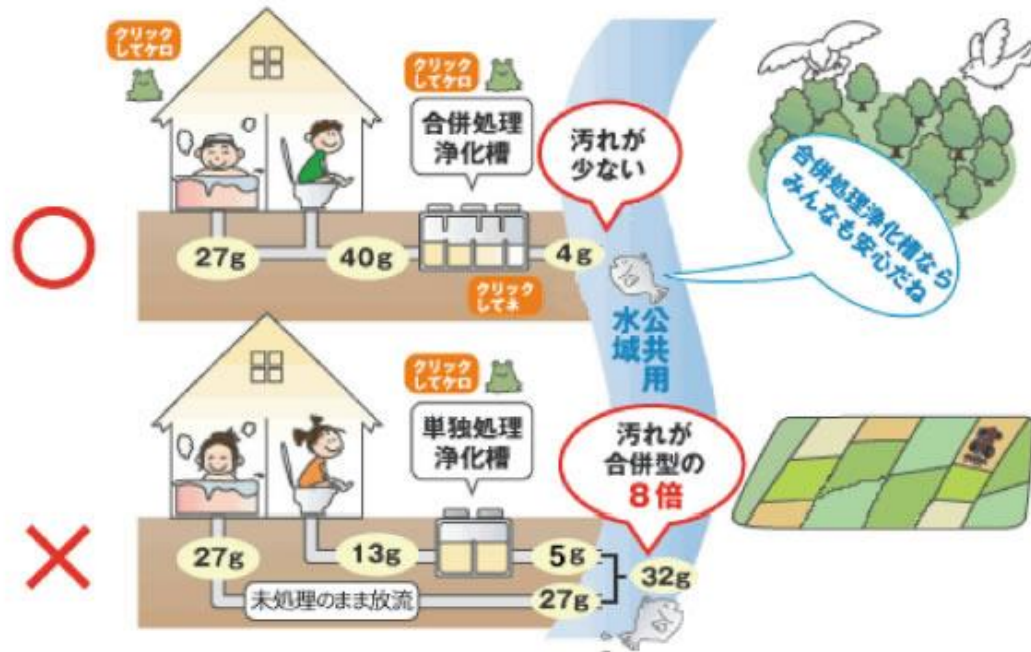 クリック
してケロ
クリック
してケロ
合併処理
浄化槽
汚れが
少ない
合併処理浄化槽なら
みんなも安心だね
27g
40g
4g
クリック
してネ
公共用
水域
クリック
してケロ
単独処理
浄化槽
汚れが
合併型の
8倍
27g
13g
5g
32g
未処理のまま放流
27g